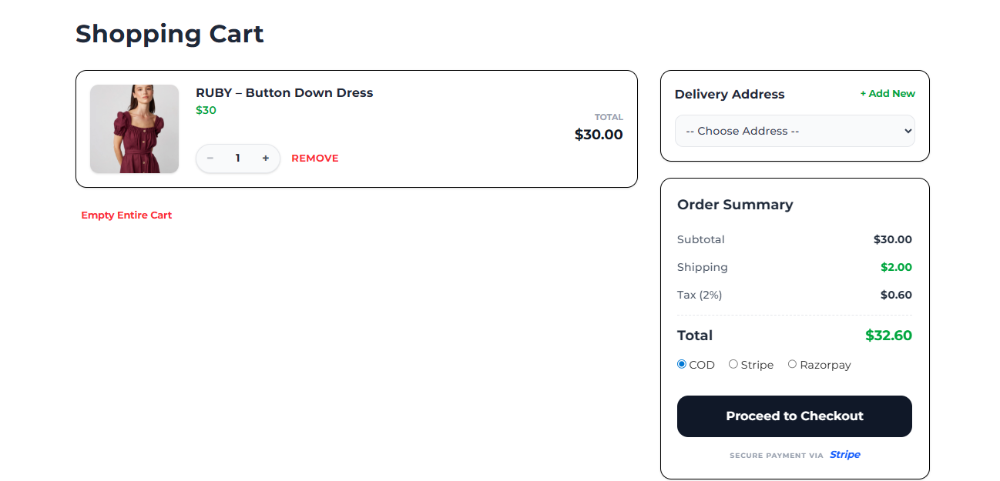 Shopping Cart
RUBY – Button Down Dress
$30
TOTAL
$30.00
− 1 + REMOVE
Empty Entire Cart
Delivery Address + Add New
-- Choose Address --
Order Summary
Subtotal $30.00
Shipping $2.00
Tax (2%) $0.60
Total $32.60
COD Stripe Razorpay
Proceed to Checkout
SECURE PAYMENT VIA Stripe